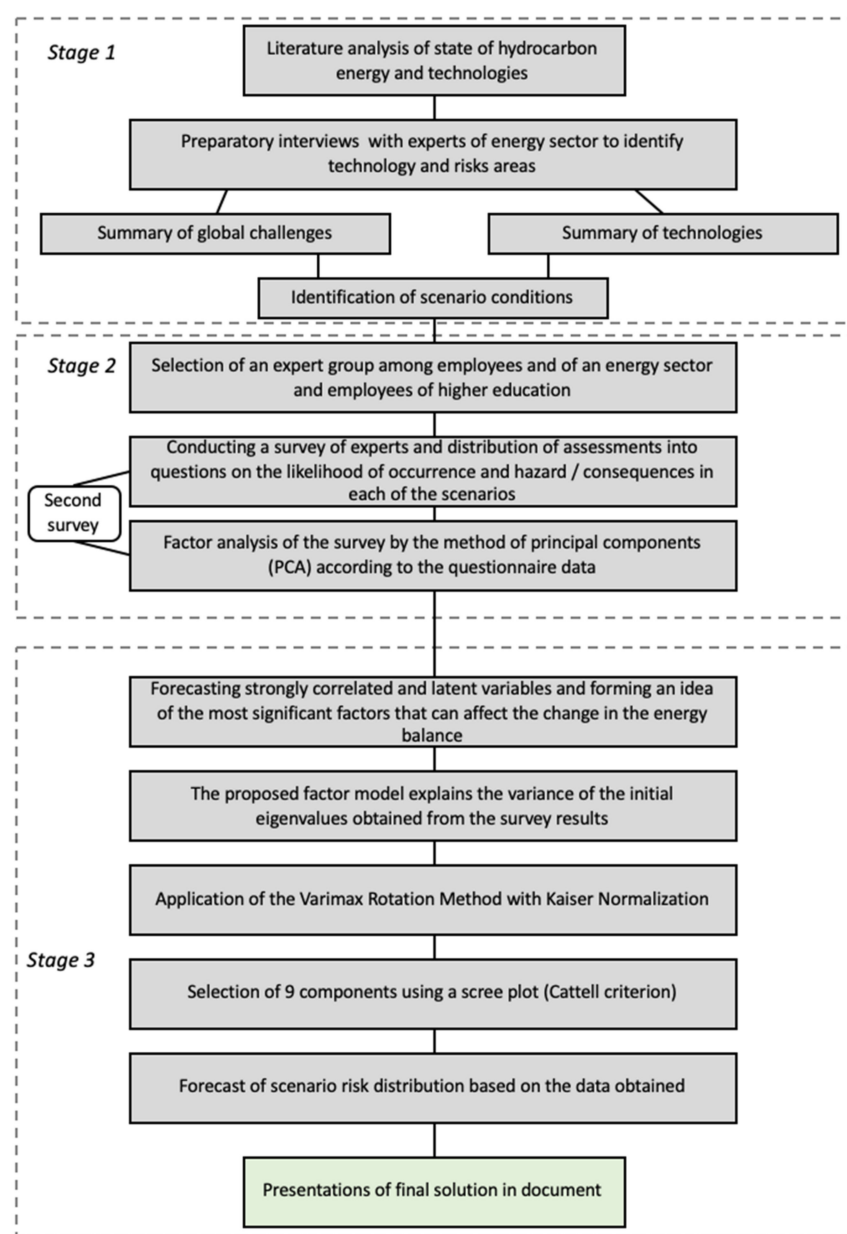 Stage 1
Literature analysis of state of hydrocarbon
energy and technologies
Preparatory interviews with experts of energy sector to identify
technology and risks areas
Summary of global challenges
Summary of technologies
Identification of scenario conditions
Stage 2
Selection of an expert group among employees and of an energy sector
and employees of higher education
Conducting a survey of experts and distribution of assessments into
questions on the likelihood of occurrence and hazard / consequences in
each of the scenarios
Second
survey
Factor analysis of the survey by the method of principal components
(PCA) according to the questionnaire data
Forecasting strongly correlated and latent variables and forming an idea
of the most significant factors that can affect the change in the energy
balance
The proposed factor model explains the variance of the initial
eigenvalues obtained from the survey results
Application of the Varimax Rotation Method with Kaiser Normalization
Stage 3
Selection of 9 components using a scree plot (Cattell criterion)
Forecast of scenario risk distribution based on the data obtained
Presentations of final solution in document